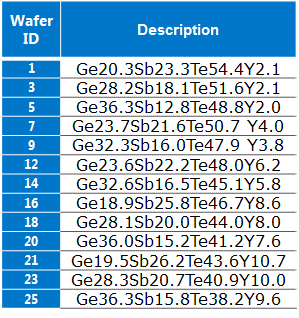 Wafer ID Description
1 Ge20.3Sb23.3Te54.4Y2.1
3 Ge28.2Sb18.1Te51.6Y2.1
5 Ge36.3Sb12.8Te48.8Y2.0
7 Ge23.7Sb21.6Te50.7 Y4.0
9 Ge32.3Sb16.0Te47.9 Y3.8
12 Ge23.6Sb22.2Te48.0Y6.2
14 Ge32.6Sb16.5Te45.1Y5.8
16 Ge18.9Sb25.8Te46.7Y8.6
18 Ge28.1Sb20.0Te44.0Y8.0
20 Ge36.0Sb15.2Te41.2Y7.6
21 Ge19.5Sb26.2Te43.6Y10.7
23 Ge28.3Sb20.7Te40.9Y10.0
25 Ge36.3Sb15.8Te38.2Y9.6